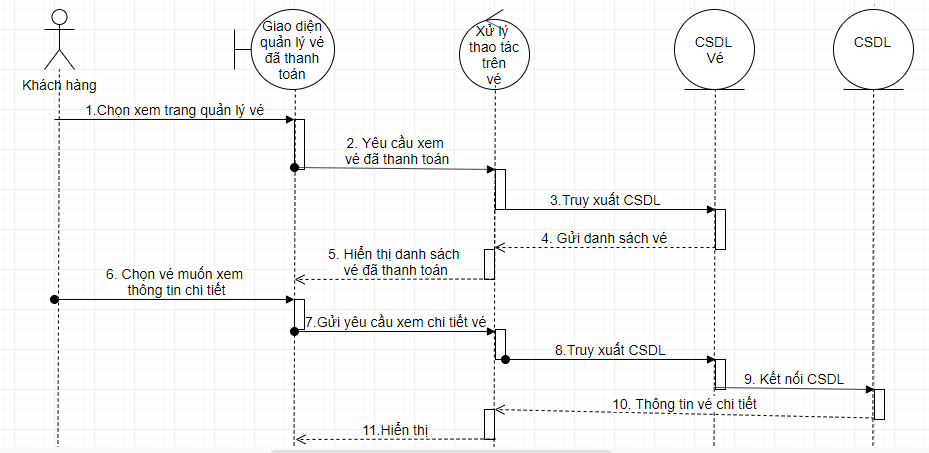 Khách hàng
Giao diện
quản lý vé
đã thanh
toán
Xử lý
thao tác
trên
vé
CSDL
Vé
CSDL
1.Chọn xem trang quản lý vé
2. Yêu cầu xem
vé đã thanh toán
3.Truy xuất CSDL
4. Gửi danh sách vé
5. Hiển thị danh sách
vé đã thanh toán
6. Chọn vé muốn xem
thông tin chi tiết
7.Gửi yêu cầu xem chi tiết vé
8.Truy xuất CSDL
9. Kết nối CSDL
10. Thông tin vé chi tiết
11.Hiển thị